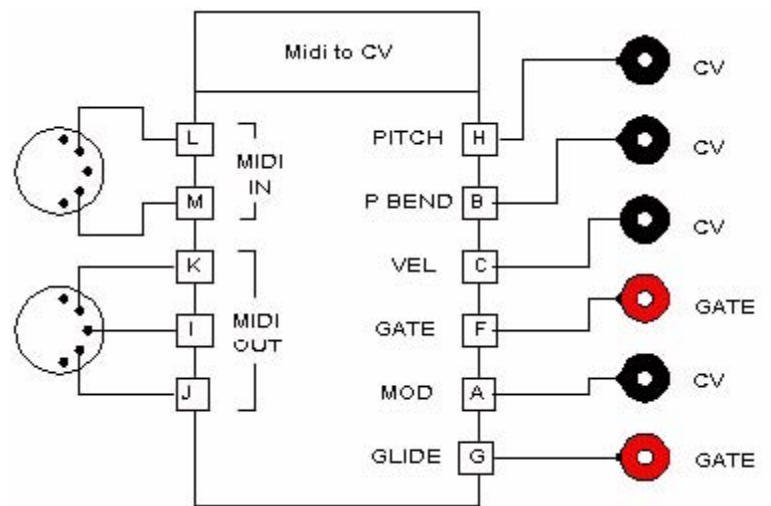 Midi to CV
CV
L
MIDI
IN
PITCH
H
CV
M
P BEND
B
CV
K
VEL
C
GATE
I
MIDI
OUT
GATE
F
J
MOD
A
CV
GLIDE
G
GATE